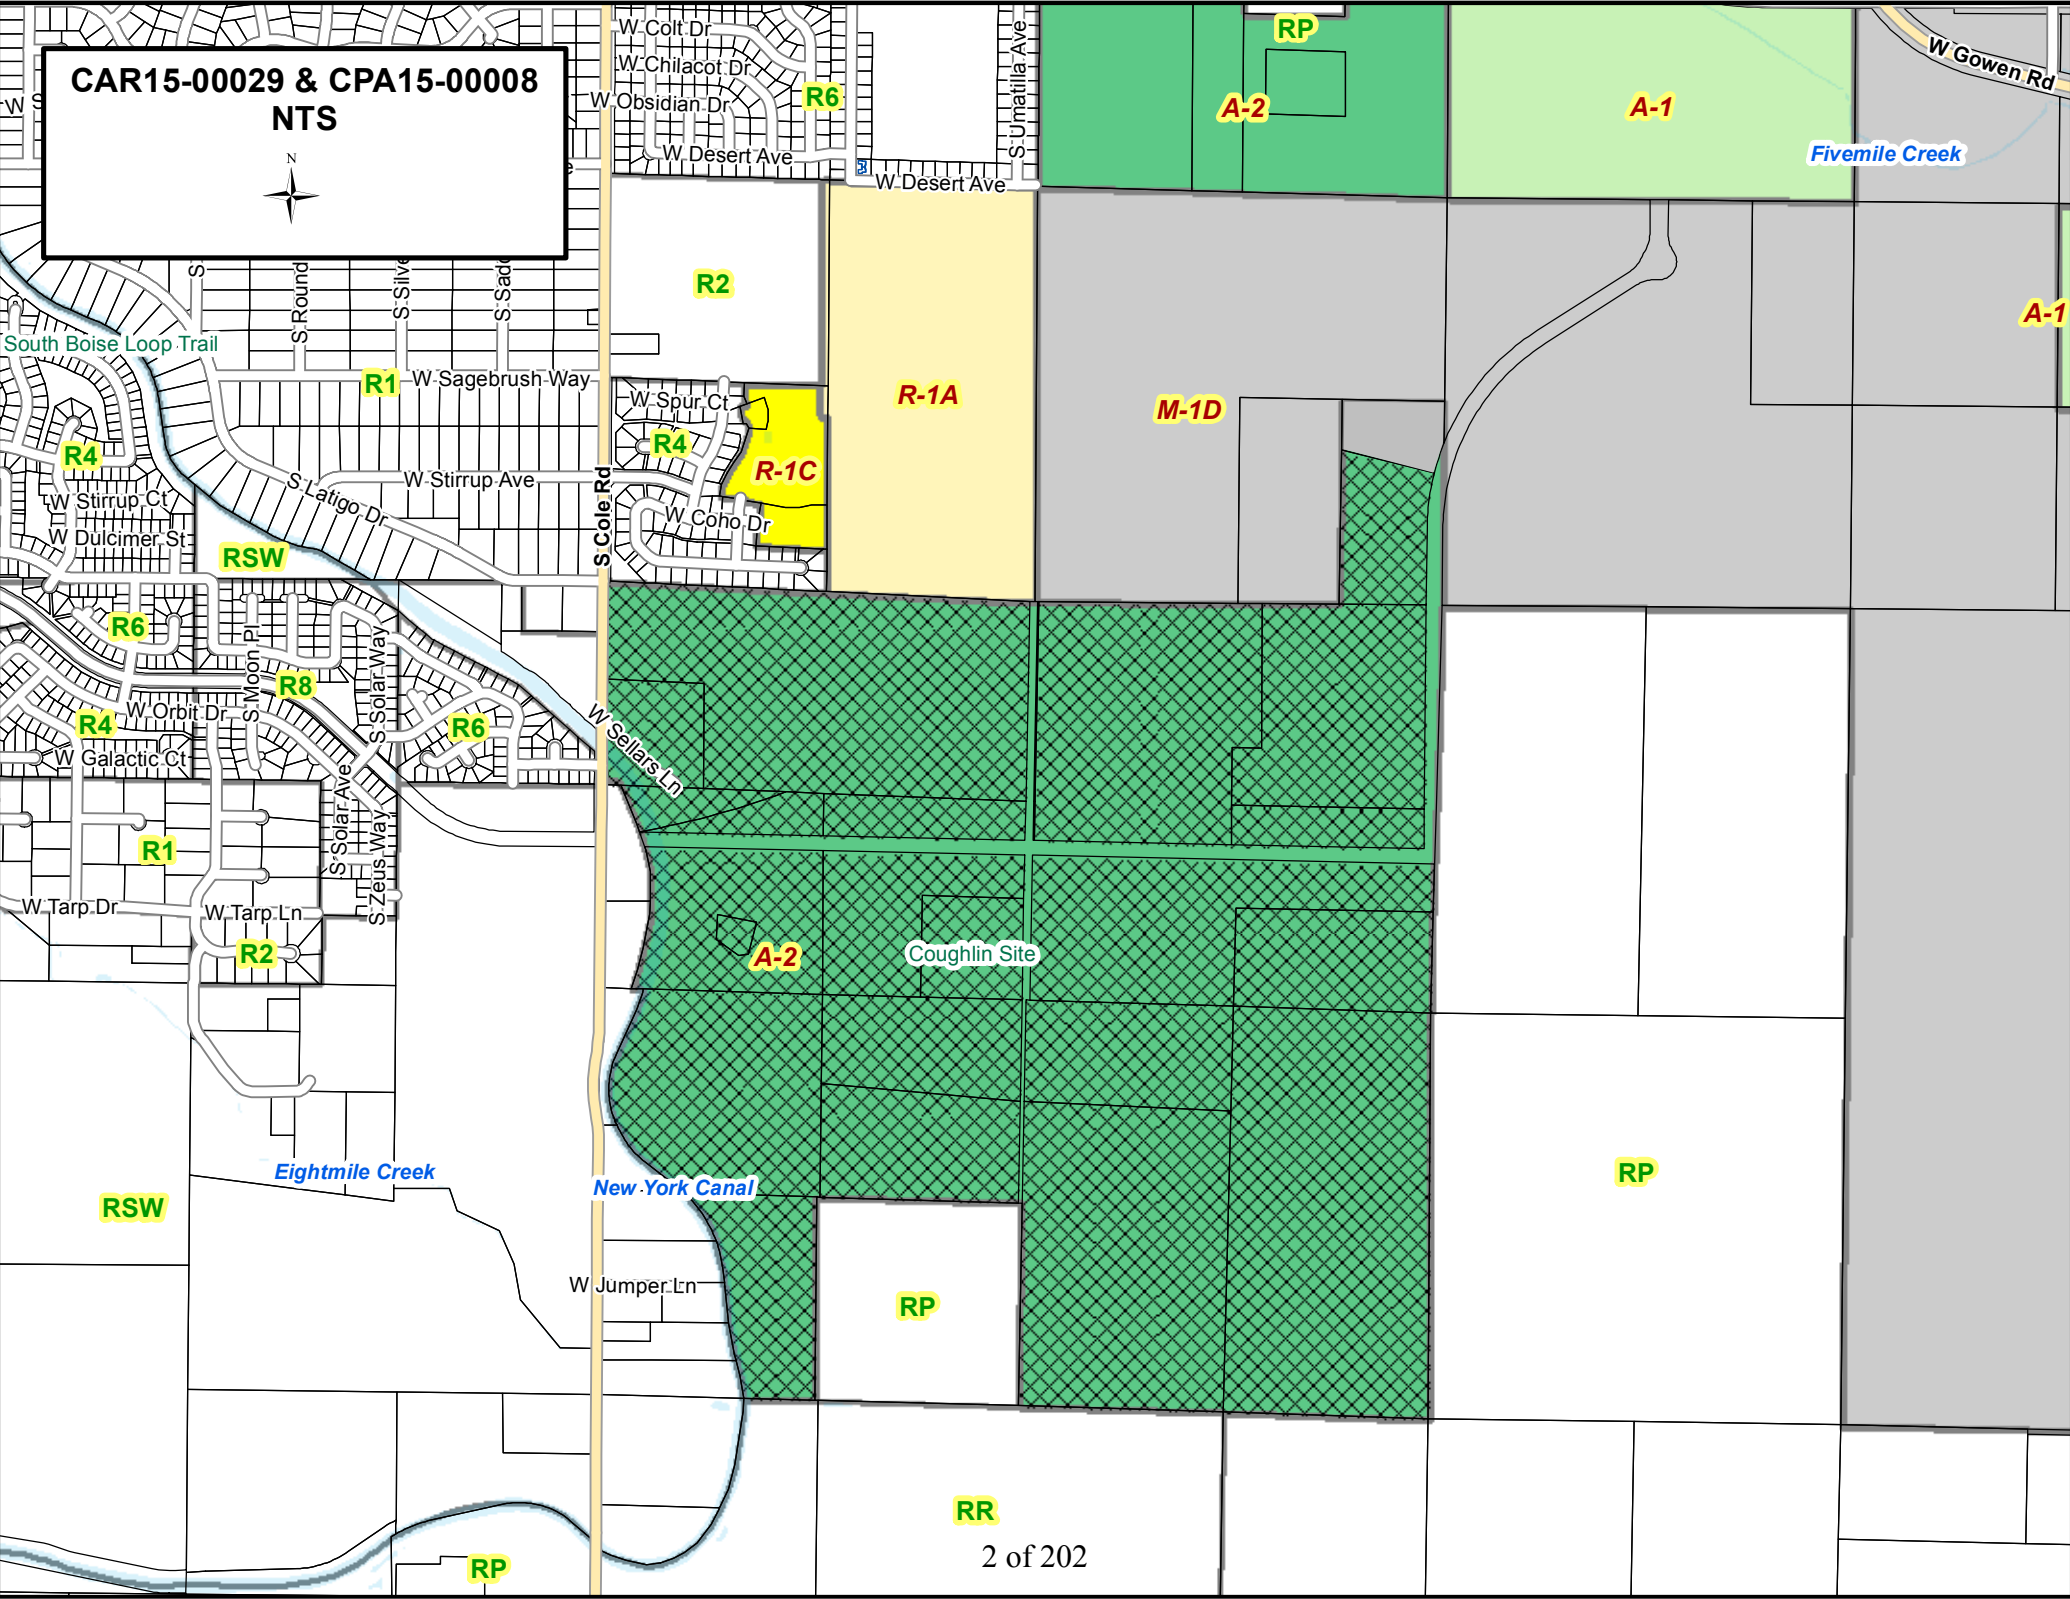 CAR15-00029 & CPA15-00008
NTS
N
W Colt Dr
W Chilacot Dr
W Obsidian Dr
R6
W Desert Ave
W Desert Ave
S Umatilla Ave
RP
A-2
A-1
W Gowen Rd
Fivemile Creek
A-1
R2
R-1A
M-1D
South Boise Loop Trail
S Round
S Silve
S Sadd
R1
W Sagebrush Way
W Spur Ct
R4
R-1C
R4
W Stirrup Ct
W Dulcimer St
S Latigo Dr
W Stirrup Ave
S Cole Rd
W Coho Dr
RSW
R6
S Moon Pl
R8
S Solar Way
R4
W Orbit Dr
R6
W Galactic Ct
W Sellars Ln
R1
S Solar Ave
S Zeus Way
W Tarp Dr
W Tarp Ln
R2
A-2
Coughlin Site
Eightmile Creek
New York Canal
RSW
RP
W Jumper Ln
RP
RR
2 of 202
RP